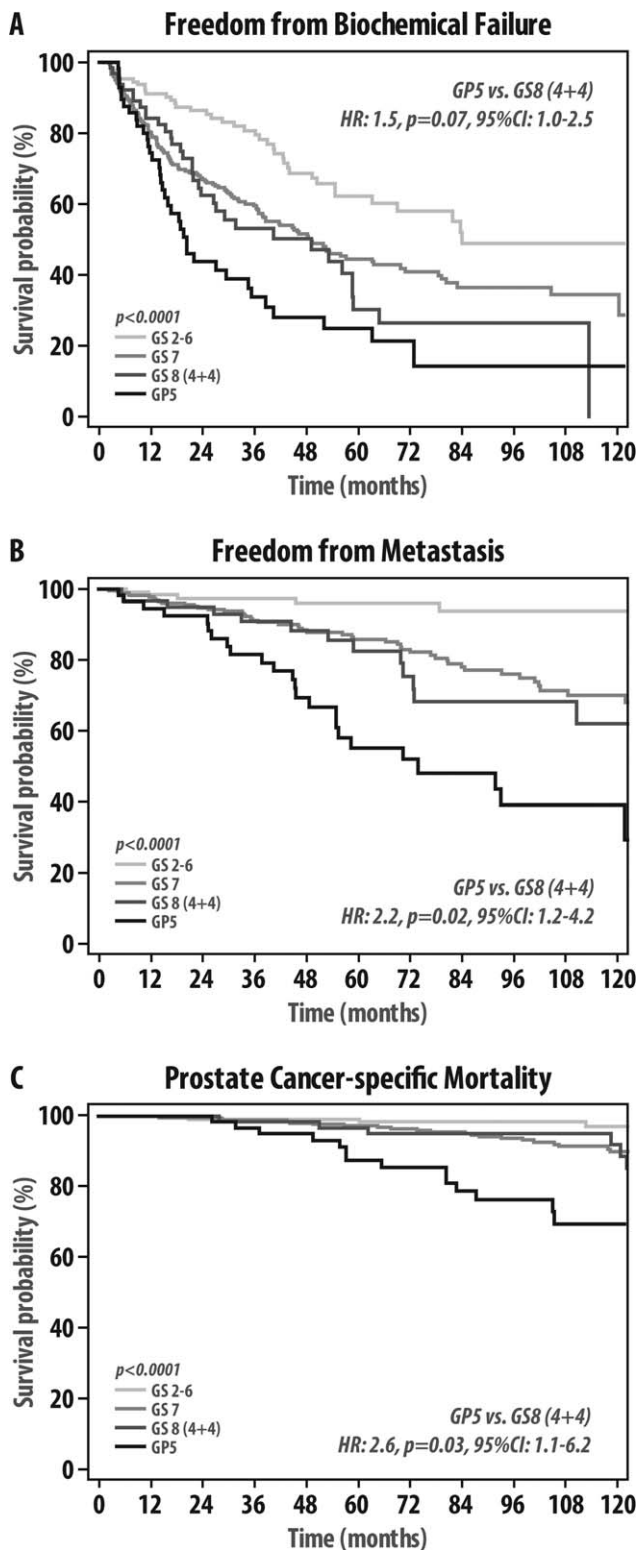 A Freedom from Biochemical Failure
GP5 vs. GS8 (4+4)
HR: 1.5, p=0.07, 95%CI: 1.0-2.5
Survival probability (%)
100
80
60
40
20
0
p<0.0001
GS 2-6
GS 7
GS 8 (4+4)
GP5
0 12 24 36 48 60 72 84 96 108 120
Time (months)
B Freedom from Metastasis
Survival probability (%)
100
80
60
40
20
0
p<0.0001
GS 2-6
GS 7
GS 8 (4+4)
GP5
GP5 vs. GS8 (4+4)
HR: 2.2, p=0.02, 95%CI: 1.2-4.2
0 12 24 36 48 60 72 84 96 108 120
Time (months)
C Prostate Cancer-specific Mortality
Survival probability (%)
100
80
60
40
20
0
p<0.0001
GS 2-6
GS 7
GS 8 (4+4)
GP5
GP5 vs. GS8 (4+4)
HR: 2.6, p=0.03, 95%CI: 1.1-6.2
0 12 24 36 48 60 72 84 96 108 120
Time (months)